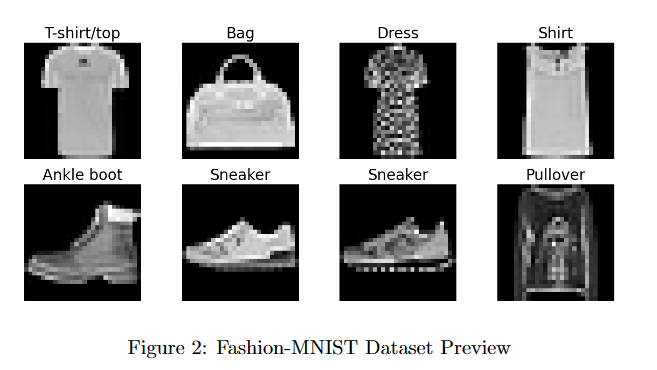 T-shirt/top Bag Dress Shirt
Ankle boot Sneaker Sneaker Pullover
Figure 2: Fashion-MNIST Dataset Preview